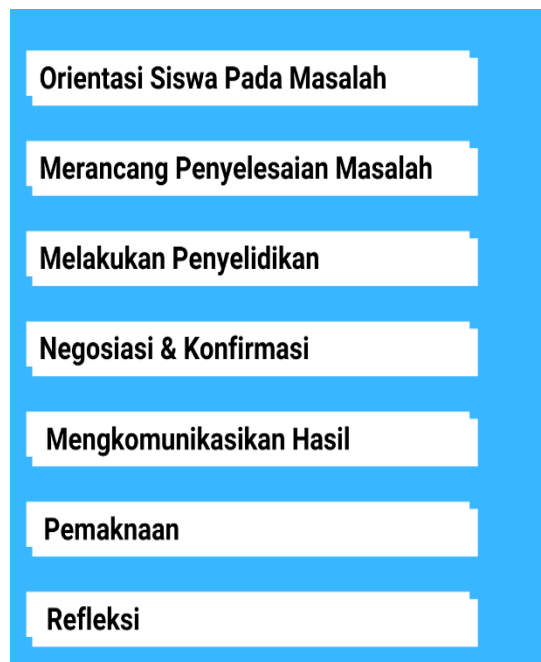 Orientasi Siswa Pada Masalah
Merancang Penyelesaian Masalah
Melakukan Penyelidikan
Negosiasi & Konfirmasi
Mengkomunikasikan Hasil
Pemaknaan
Refleksi